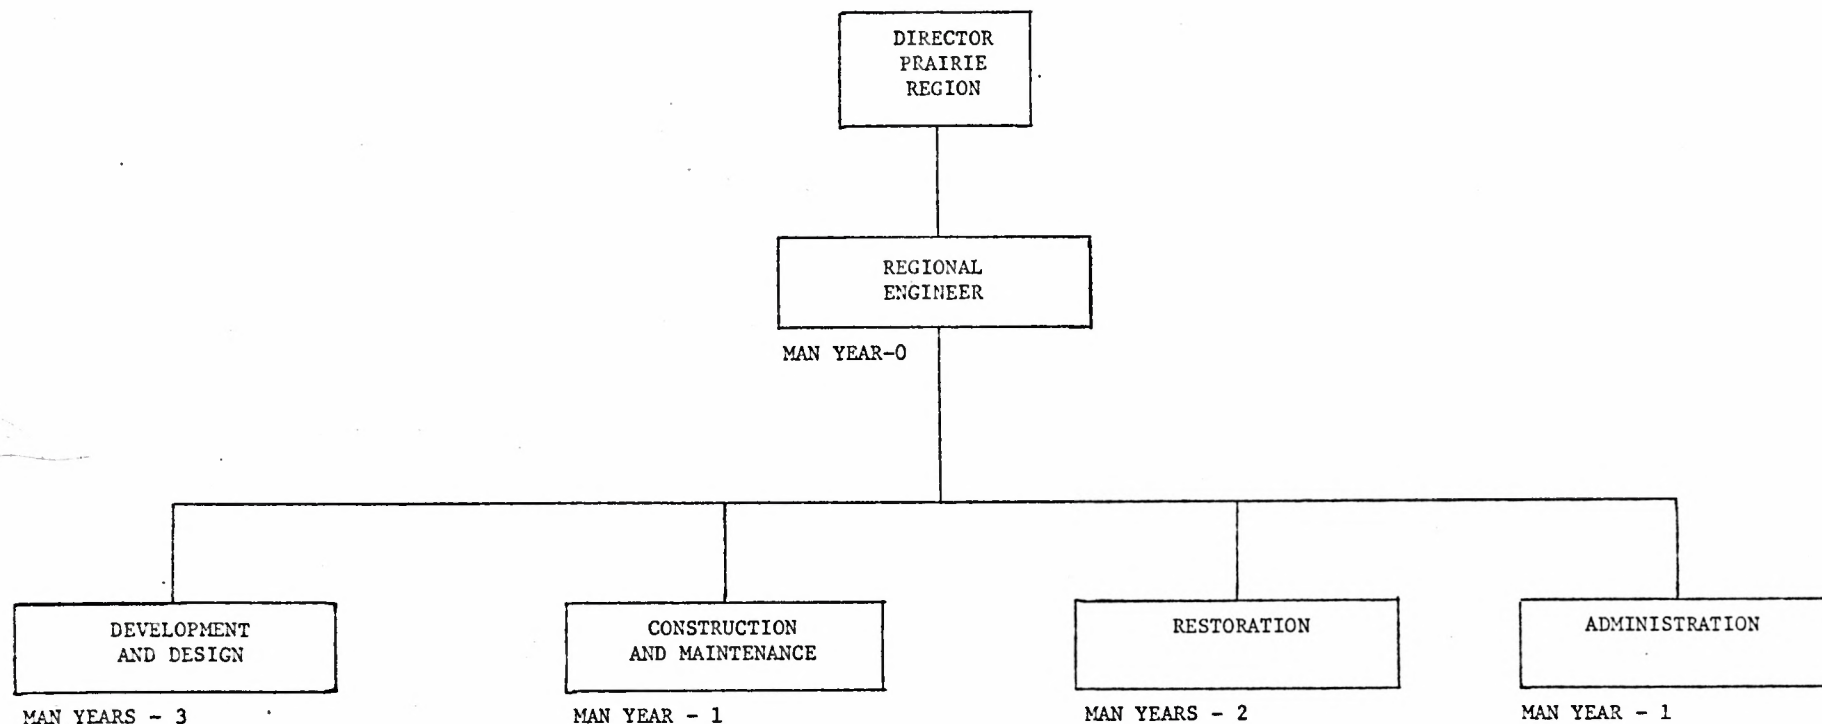 DIRECTOR
PRAIRIE
REGION
REGIONAL
ENGINEER
MAN YEAR-0
DEVELOPMENT
AND DESIGN
MAN YEARS - 3
CONSTRUCTION
AND MAINTENANCE
MAN YEAR - 1
RESTORATION
MAN YEARS - 2
ADMINISTRATION
MAN YEAR - 1